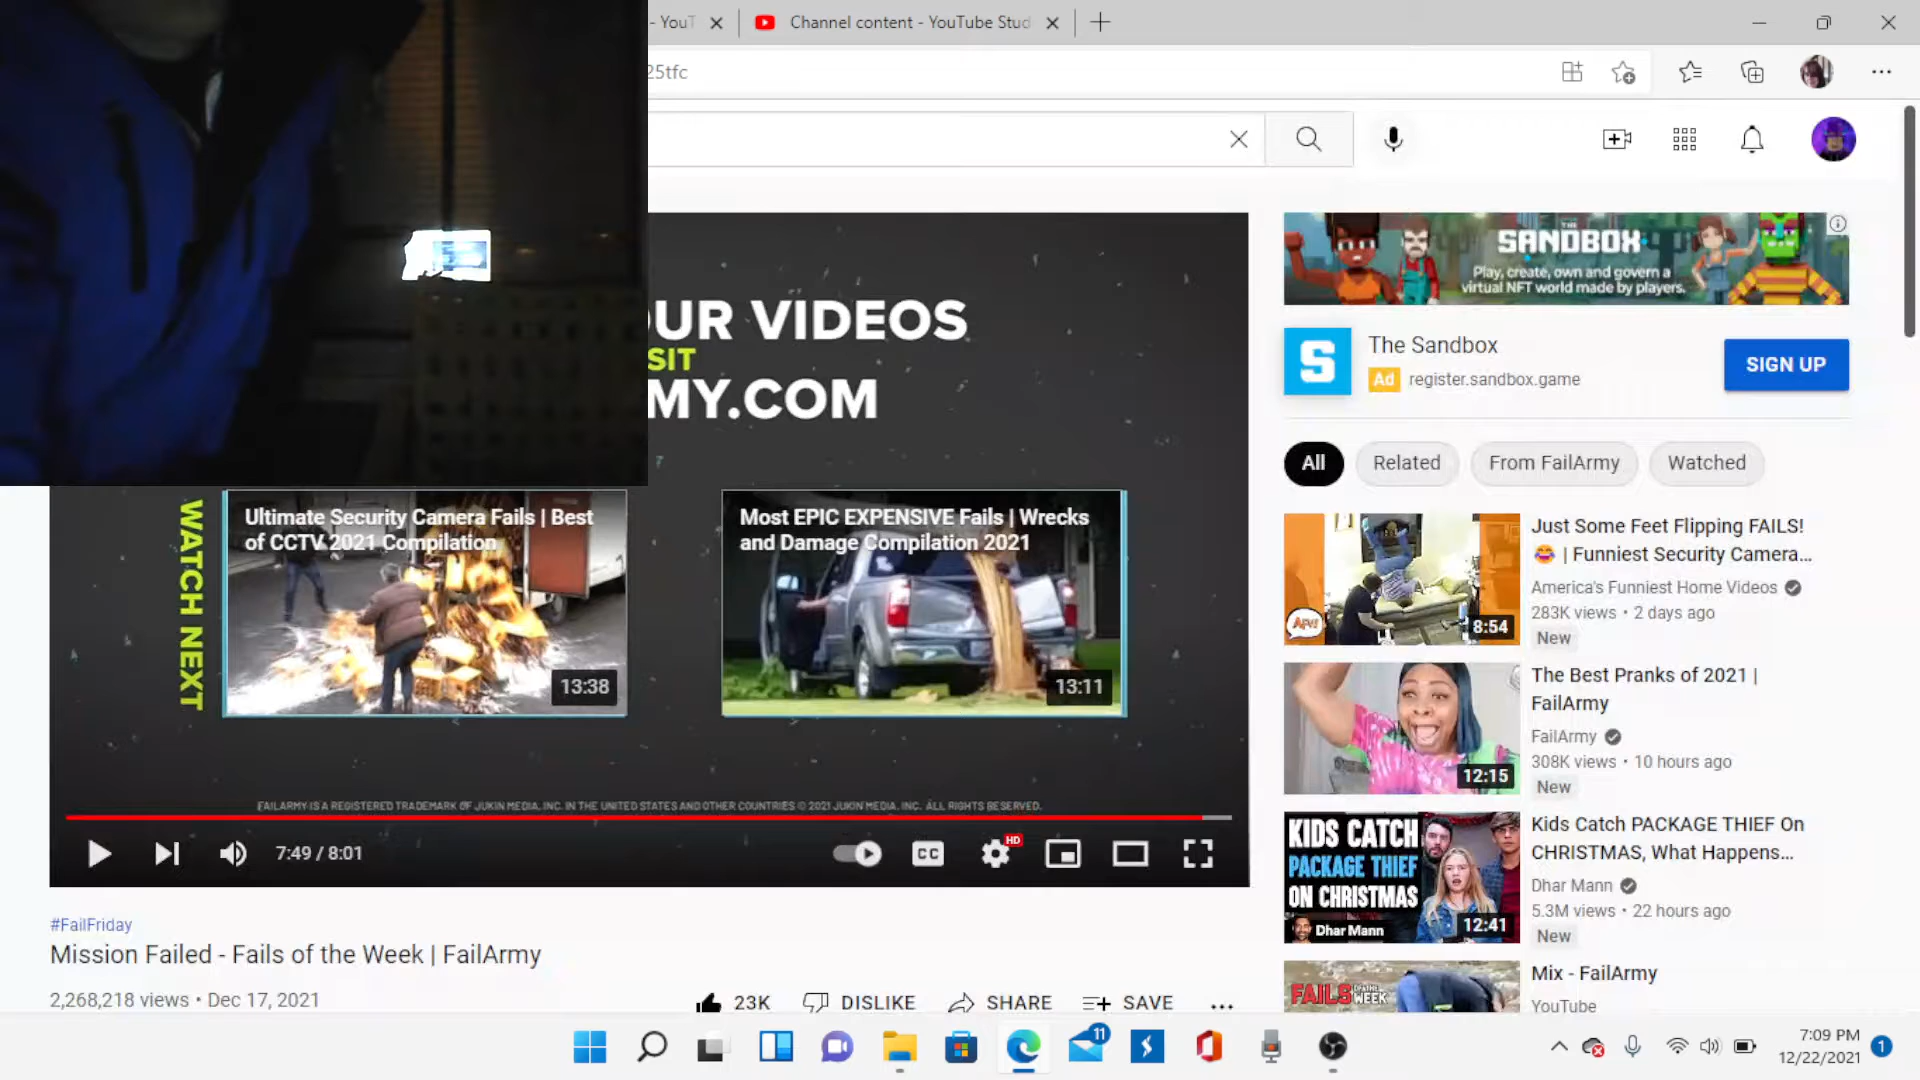 - YouT
Channel content - YouTube Stud
25tfc
UR VIDEOS
SIT
MY.COM
WATCH NEXT
Ultimate Security Camera Fails | Best
of CCTV 2021 Compilation
13:38
Most EPIC EXPENSIVE Fails | Wrecks
and Damage Compilation 2021
13:11
FAILARMY IS A REGISTERED TRADEMARK OF JUKIN MEDIA, INC. IN THE UNITED STATES AND OTHER COUNTRIES © 2021 JUKIN MEDIA, INC. ALL RIGHTS RESERVED.
7:49 / 8:01
CC
HD
#FailFriday
Mission Failed - Fails of the Week | FailArmy
2,268,218 views • Dec 17, 2021
23K
DISLIKE
SHARE
SAVE
THE
SANDBOX
Play, create, own and govern a
virtual NFT world made by players.
S
The Sandbox
Ad register.sandbox.game
SIGN UP
All
Related
From FailArmy
Watched
AFV!
8:54
Just Some Feet Flipping FAILS!
😂 | Funniest Security Camera...
America's Funniest Home Videos
283K views • 2 days ago
New
12:15
The Best Pranks of 2021 |
FailArmy
FailArmy
308K views • 10 hours ago
New
KIDS CATCH
PACKAGE THIEF
ON CHRISTMAS
Dhar Mann
12:41
Kids Catch PACKAGE THIEF On
CHRISTMAS, What Happens...
Dhar Mann
5.3M views • 22 hours ago
New
FAILS OF THE WEEK
Mix - FailArmy
YouTube
11
7:09 PM
12/22/2021
1